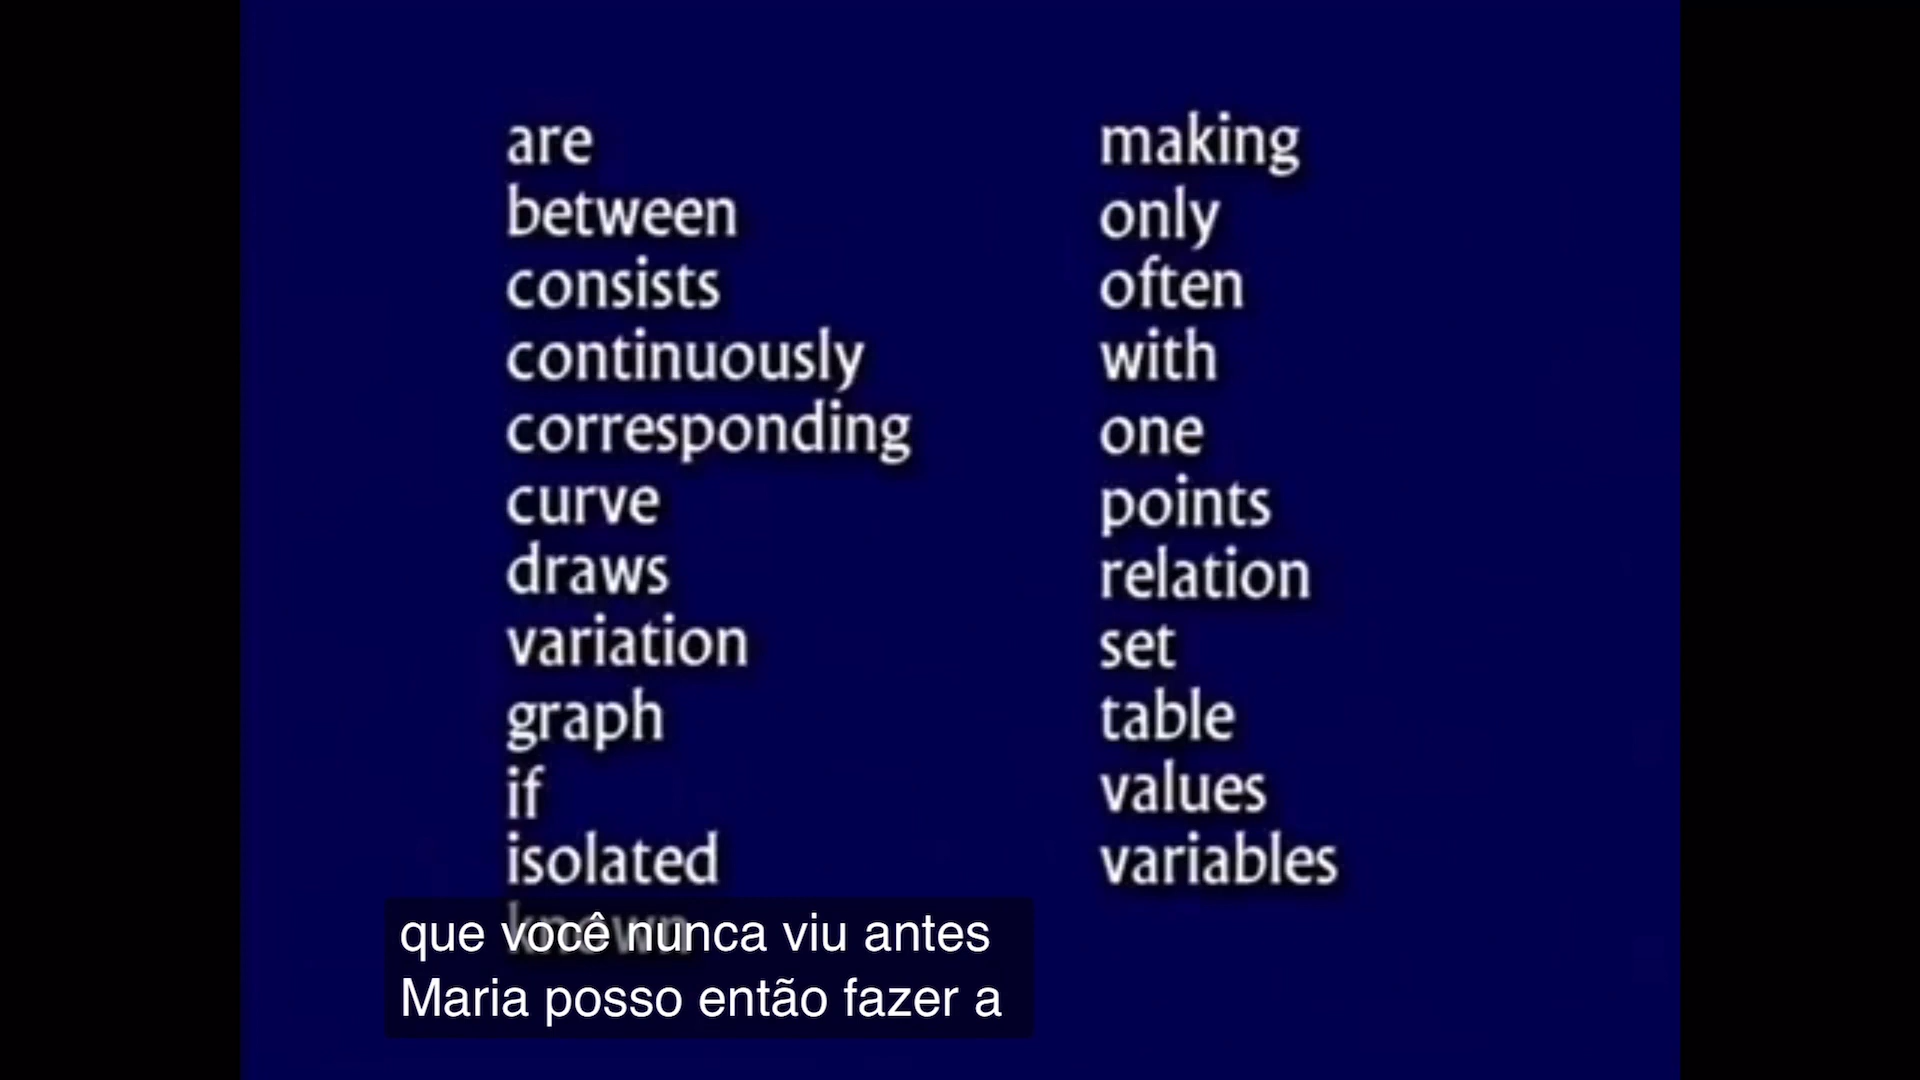 are
between
consists
continuously
corresponding
curve
draws
variation
graph
if
isolated
known
making
only
often
with
one
points
relation
set
table
values
variables
que você nunca viu antes
Maria posso então fazer a